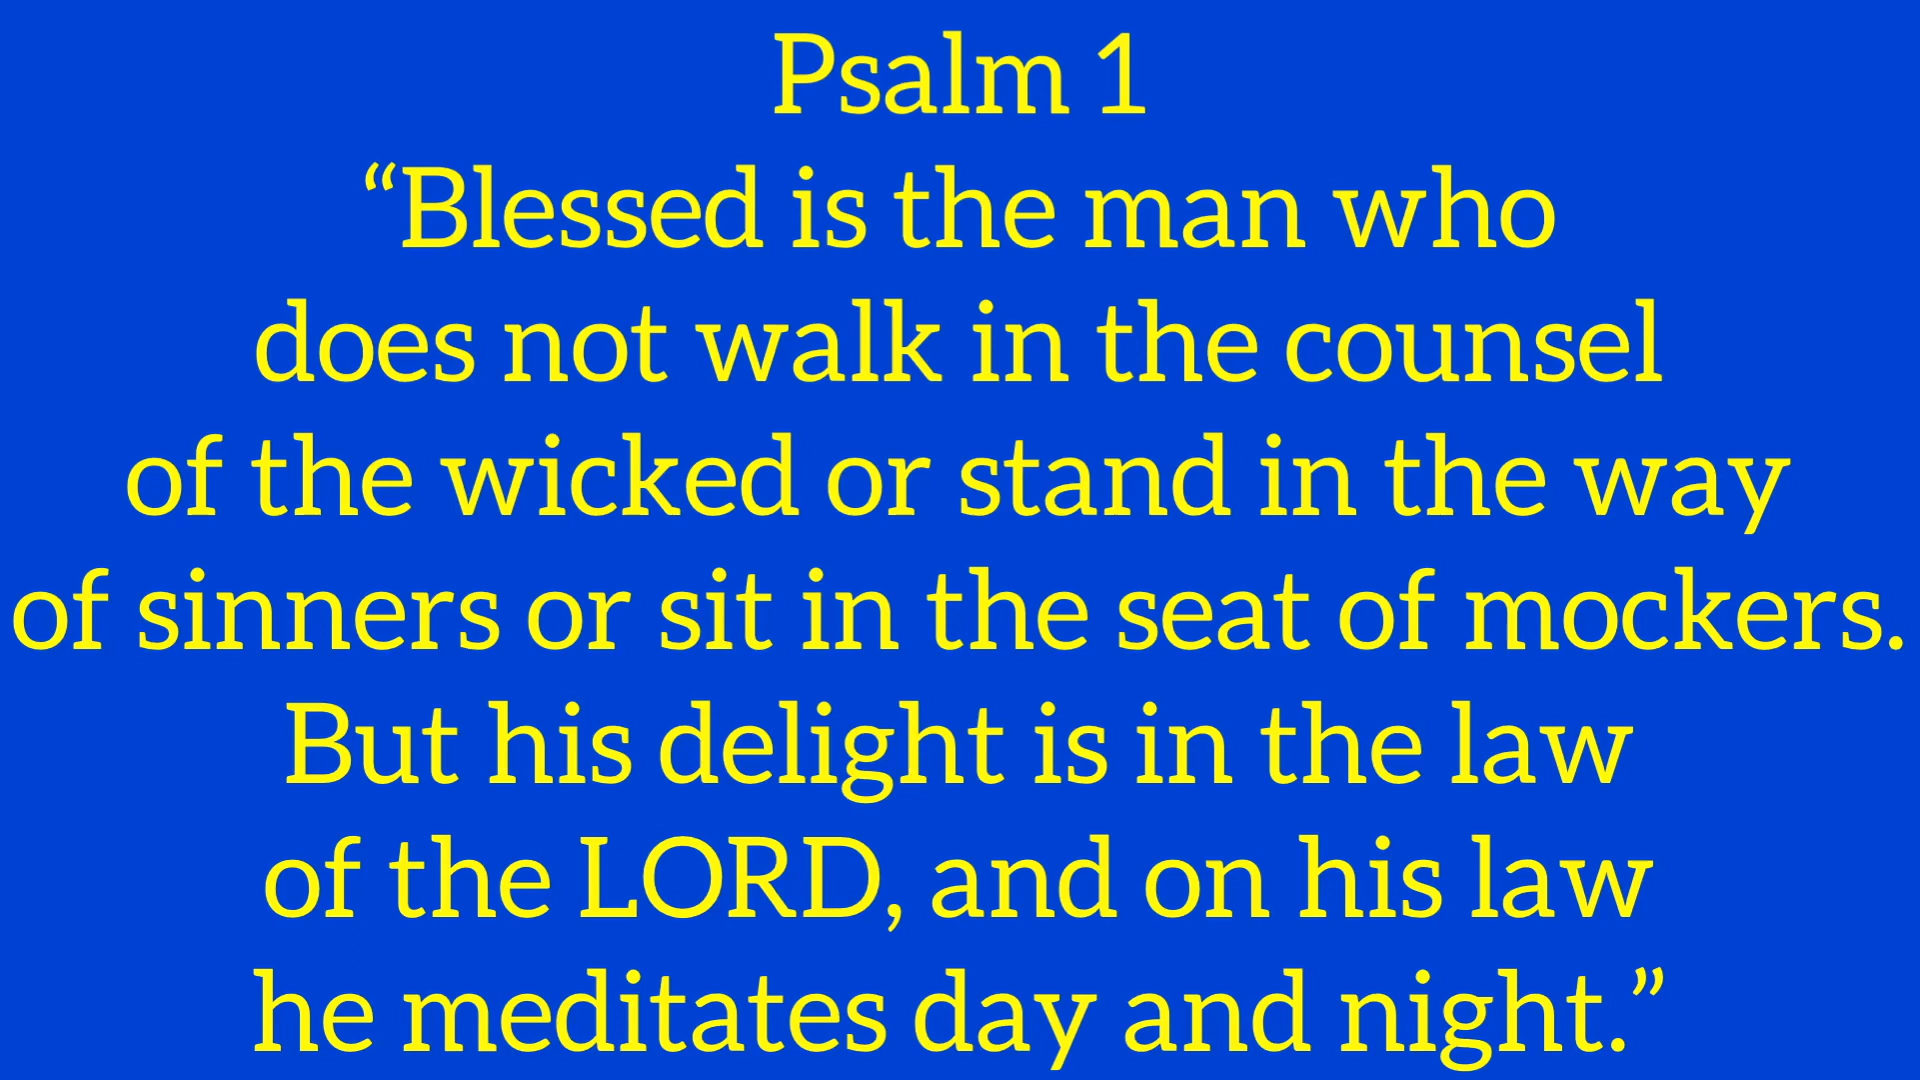 Psalm 1
“Blessed is the man who
does not walk in the counsel
of the wicked or stand in the way
of sinners or sit in the seat of mockers.
But his delight is in the law
of the LORD, and on his law
he meditates day and night.”